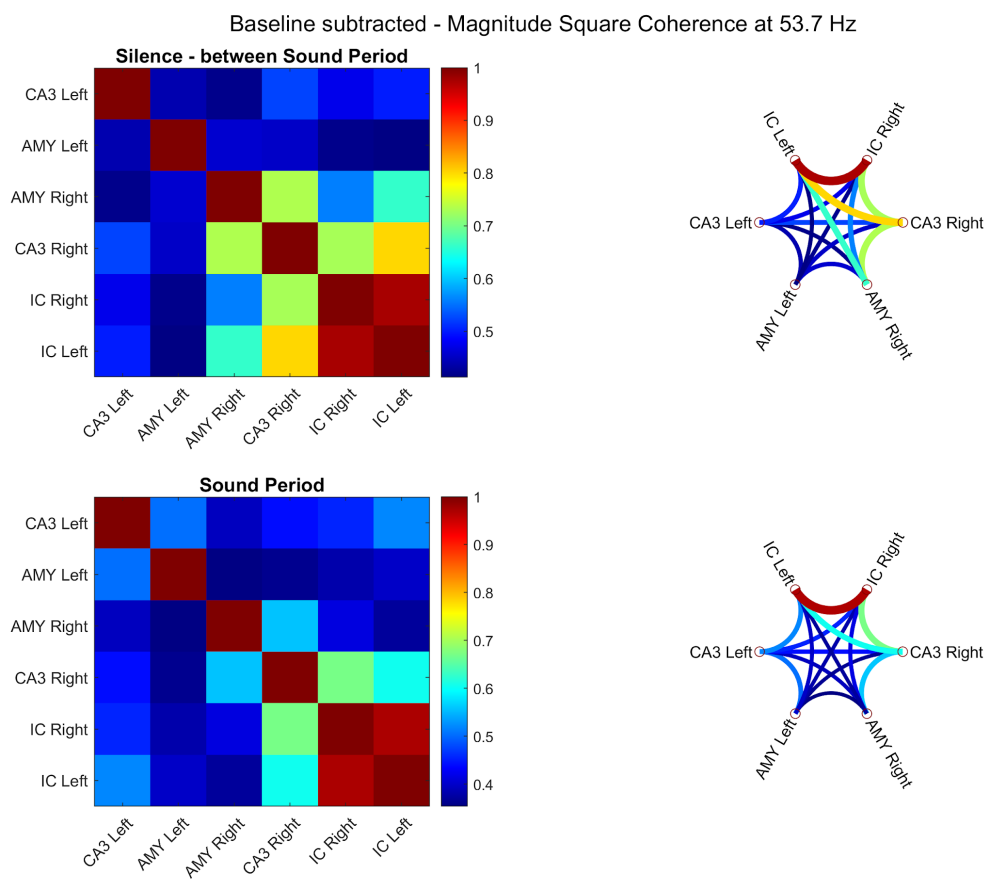 Baseline subtracted - Magnitude Square Coherence at 53.7 Hz
Silence - between Sound Period
CA3 Left
AMY Left
AMY Right
CA3 Right
IC Right
IC Left
CA3 Left
AMY Left
AMY Right
CA3 Right
IC Right
IC Left
1
0.9
0.8
0.7
0.6
0.5
IC Left
IC Right
CA3 Left
CA3 Right
AMY Left
AMY Right
Sound Period
CA3 Left
AMY Left
AMY Right
CA3 Right
IC Right
IC Left
CA3 Left
AMY Left
AMY Right
CA3 Right
IC Right
IC Left
1
0.9
0.8
0.7
0.6
0.5
0.4
IC Left
IC Right
CA3 Left
CA3 Right
AMY Left
AMY Right